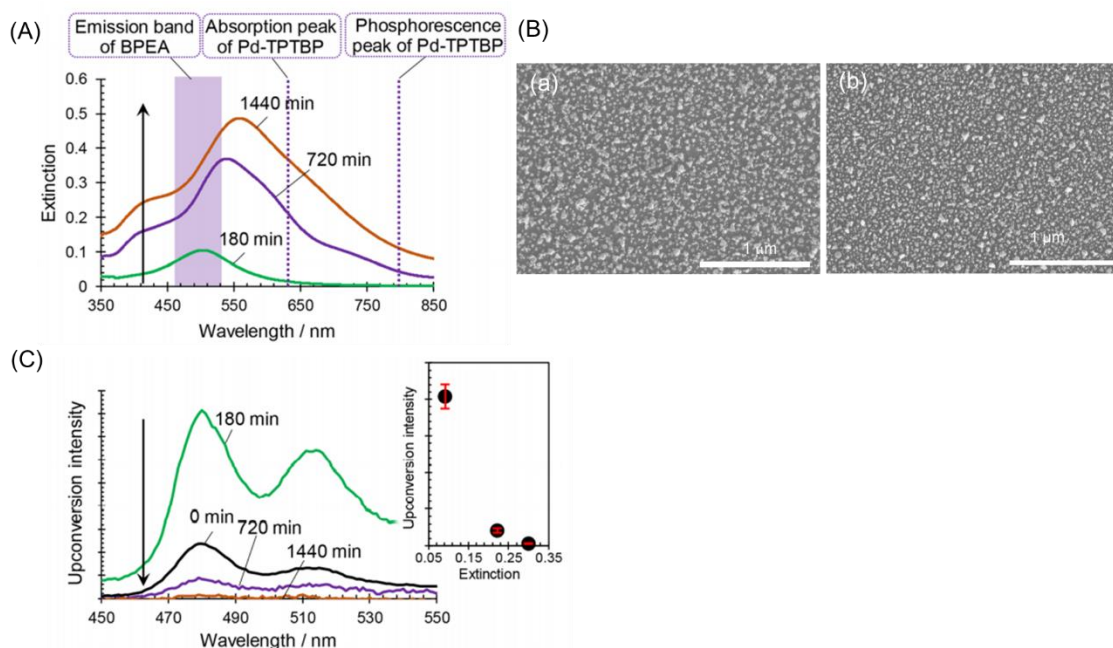 (A)
Emission band
of BPEA
Absorption peak
of Pd-TPTBP
Phosphorescence
peak of Pd-TPTBP
0.6
0.5
0.4
0.3
0.2
0.1
0
Extinction
1440 min
720 min
180 min
350
450
550
650
750
850
Wavelength / nm
(B)
(a)
1 μm
(b)
1 μm
(C)
Upconversion intensity
180 min
0 min
720 min
1440 min
450
470
490
510
530
550
Wavelength / nm
Upconversion intensity
0.05
0.15
0.25
0.35
Extinction